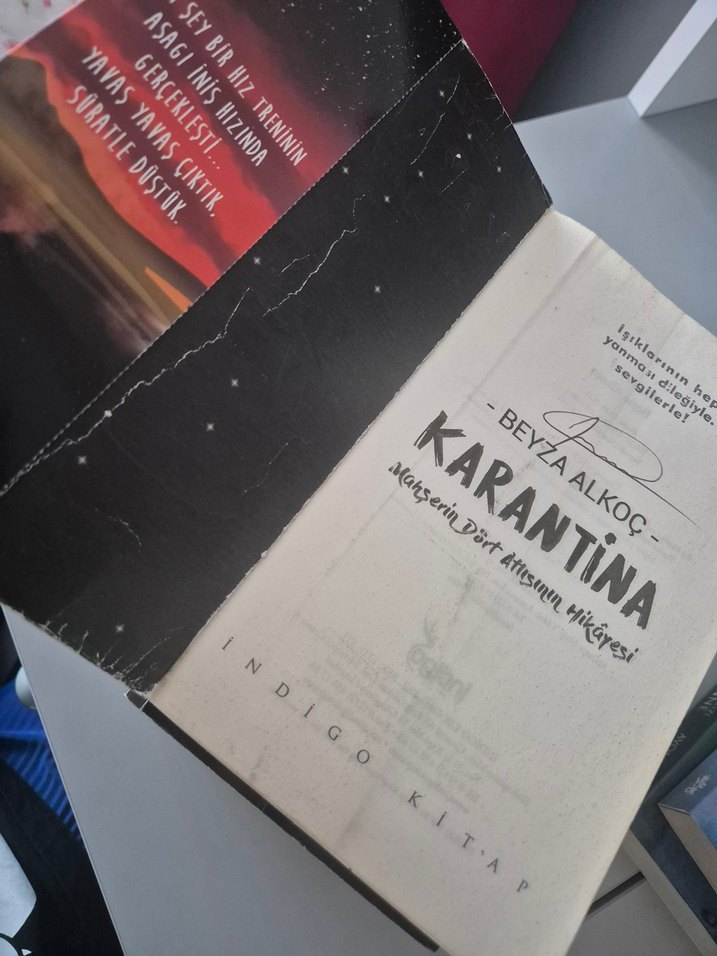 ŞEY BİR HIZ TRENİNİN
AŞAĞI İNİŞ HIZINDA
GERÇEKLEŞTİ...
YAVAŞ YAVAŞ ÇIKTIK,
SÜRATLE DÜŞTÜK.
Işıklarının hep
yanması dileğiyle.
sevgilerle!
- BEYZA ALKOÇ -
KARANTİNA
Mahşerin Dört Atlısının Hikâyesi
İNDİGO KİTAP